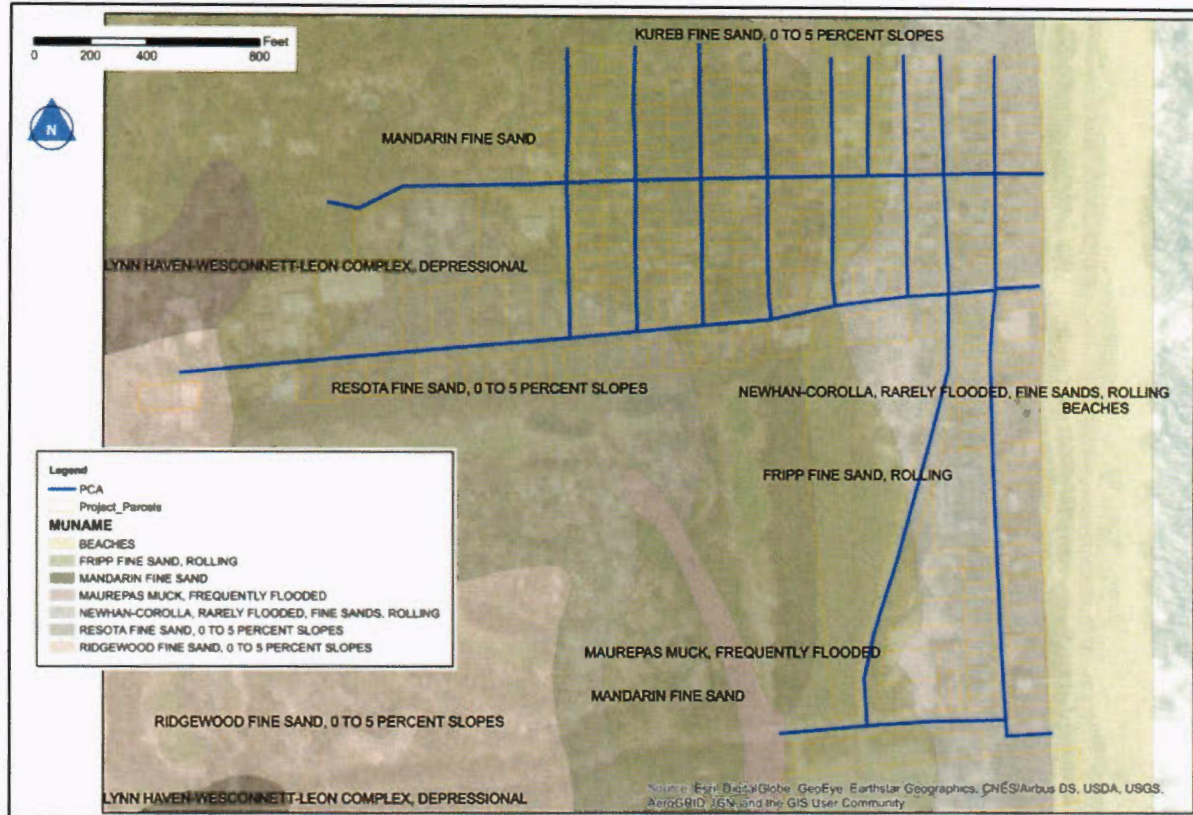 Feet
0 200 400 800
N
KUREB FINE SAND, 0 TO 5 PERCENT SLOPES
MANDARIN FINE SAND
LYNN HAVEN-WESCONNETT-LEON COMPLEX, DEPRESSIONAL
RESOTA FINE SAND, 0 TO 5 PERCENT SLOPES
NEWHAN-COROLLA, RARELY FLOODED, FINE SANDS, ROLLING
BEACHES
FRIPP FINE SAND, ROLLING
Legend
PCA
Project_Parcels
MUNAME
BEACHES
FRIPP FINE SAND, ROLLING
MANDARIN FINE SAND
MAUREPAS MUCK, FREQUENTLY FLOODED
NEWHAN-COROLLA, RARELY FLOODED, FINE SANDS, ROLLING
RESOTA FINE SAND, 0 TO 5 PERCENT SLOPES
RIDGEWOOD FINE SAND, 0 TO 5 PERCENT SLOPES
MAUREPAS MUCK, FREQUENTLY FLOODED
MANDARIN FINE SAND
RIDGEWOOD FINE SAND, 0 TO 5 PERCENT SLOPES
LYNN HAVEN-WESCONNETT-LEON COMPLEX, DEPRESSIONAL
Source: Esri, DigitalGlobe, GeoEye, Earthstar Geographics, CNES/Airbus DS, USDA, USGS,
AeroGRID, IGN, and the GIS User Community